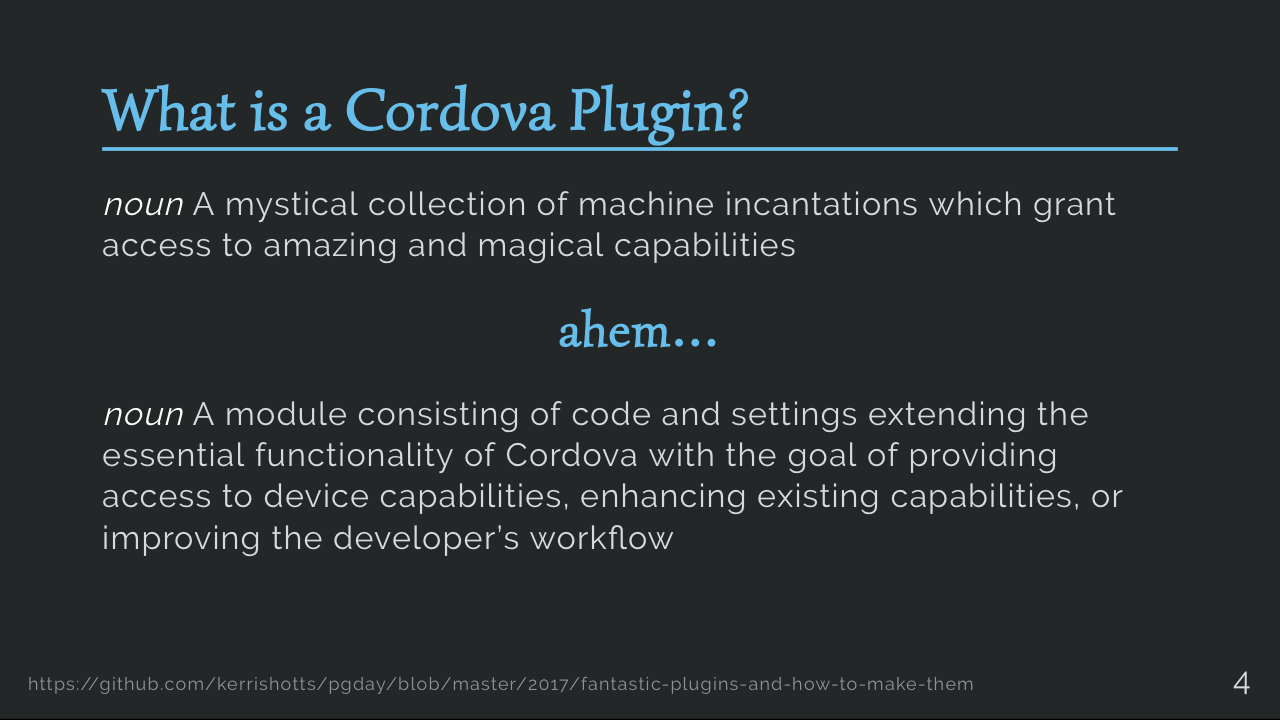 What is a Cordova Plugin?
noun A mystical collection of machine incantations which grant
access to amazing and magical capabilities
ahem…
noun A module consisting of code and settings extending the
essential functionality of Cordova with the goal of providing
access to device capabilities, enhancing existing capabilities, or
improving the developer’s workflow
https://github.com/kerrishotts/pgday/blob/master/2017/fantastic-plugins-and-how-to-make-them
4